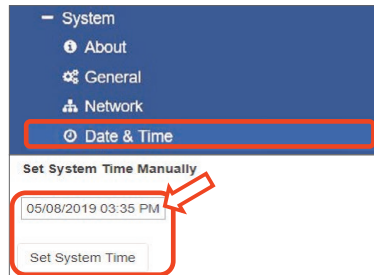 System
About
General
Network
Date & Time
Set System Time Manually
05/08/2019 03:35 PM
Set System Time